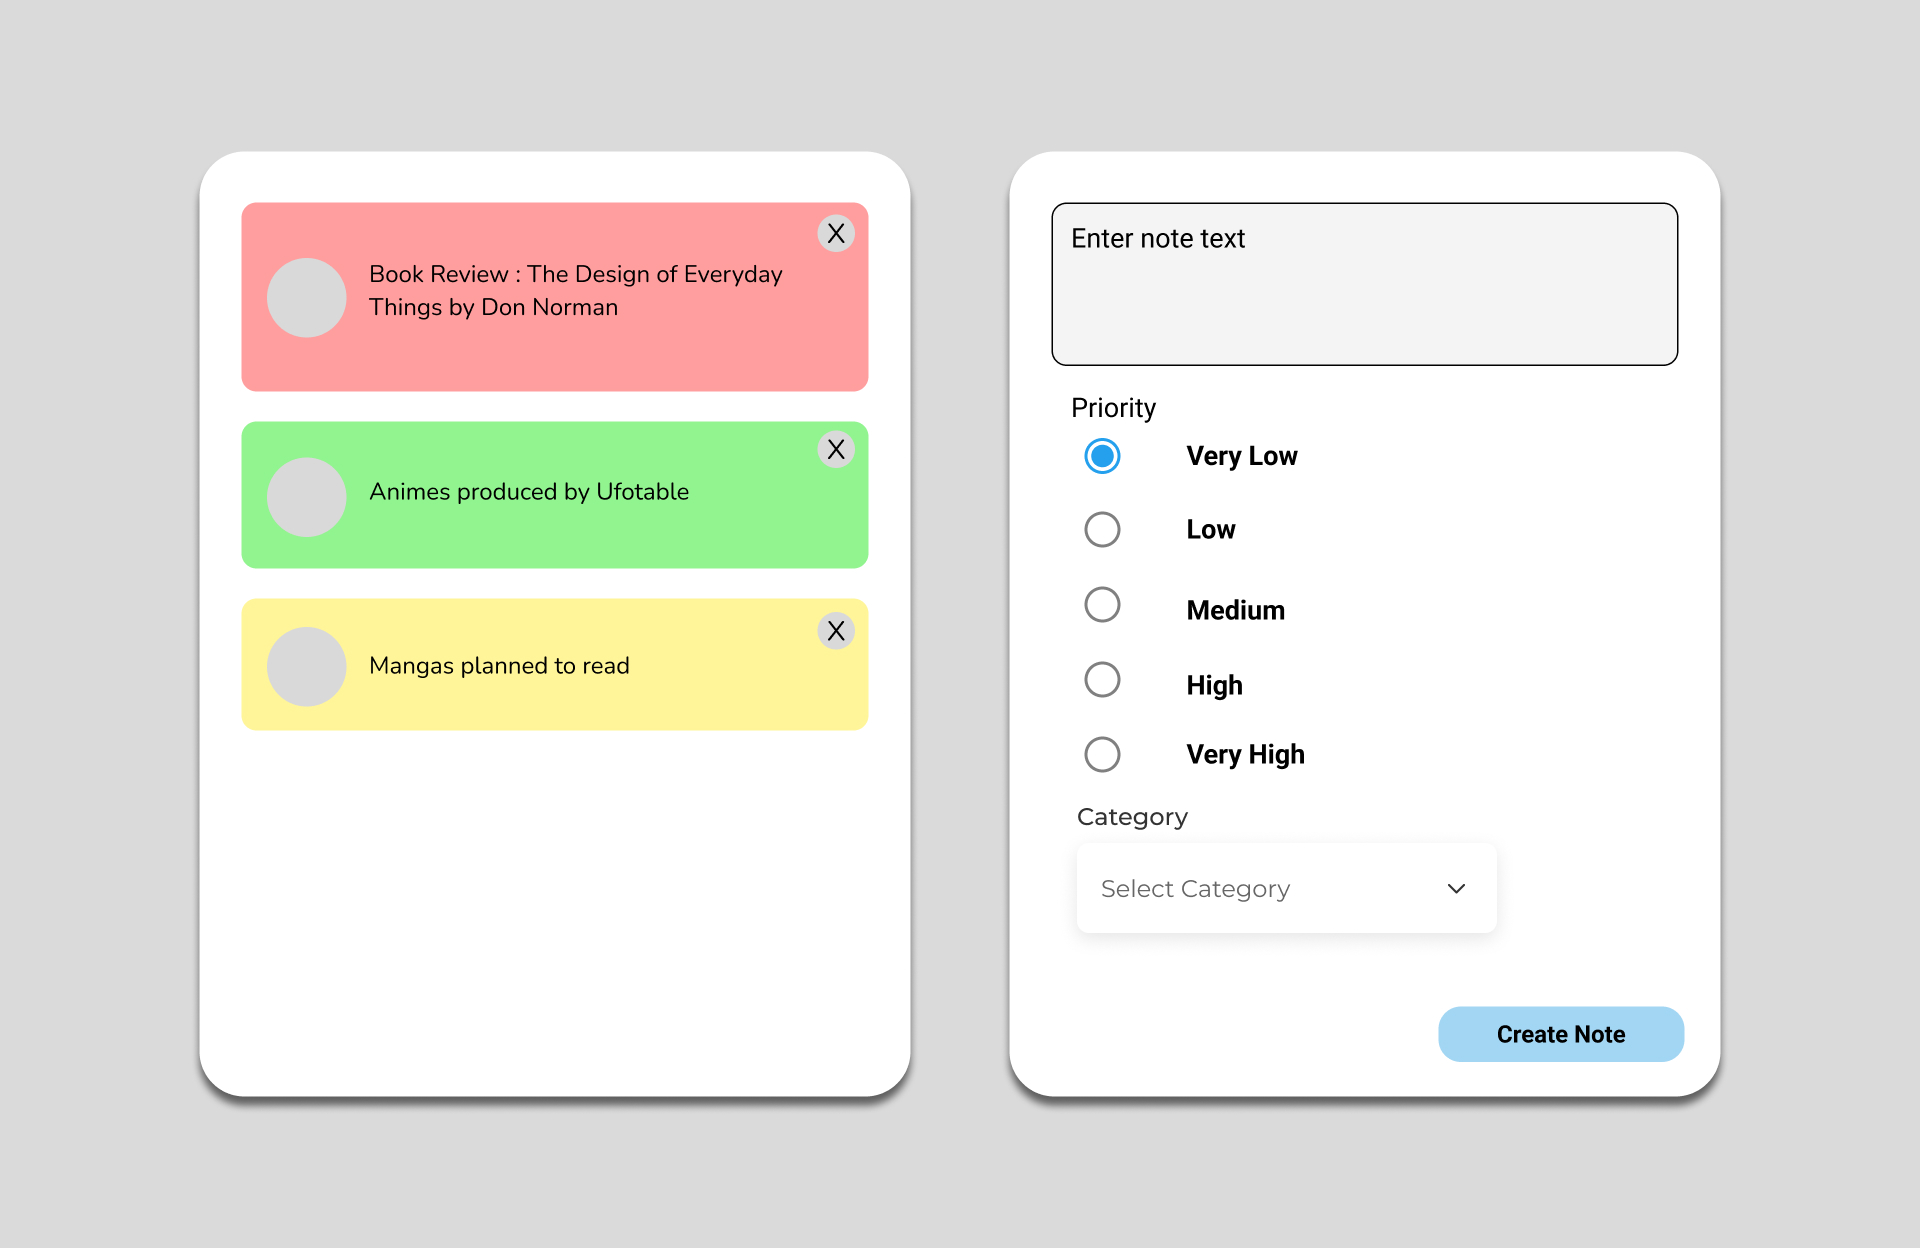 X
Book Review : The Design of Everyday
Things by Don Norman
X
Animes produced by Ufotable
X
Mangas planned to read
Enter note text
Priority
Very Low
Low
Medium
High
Very High
Category
Select Category
Create Note